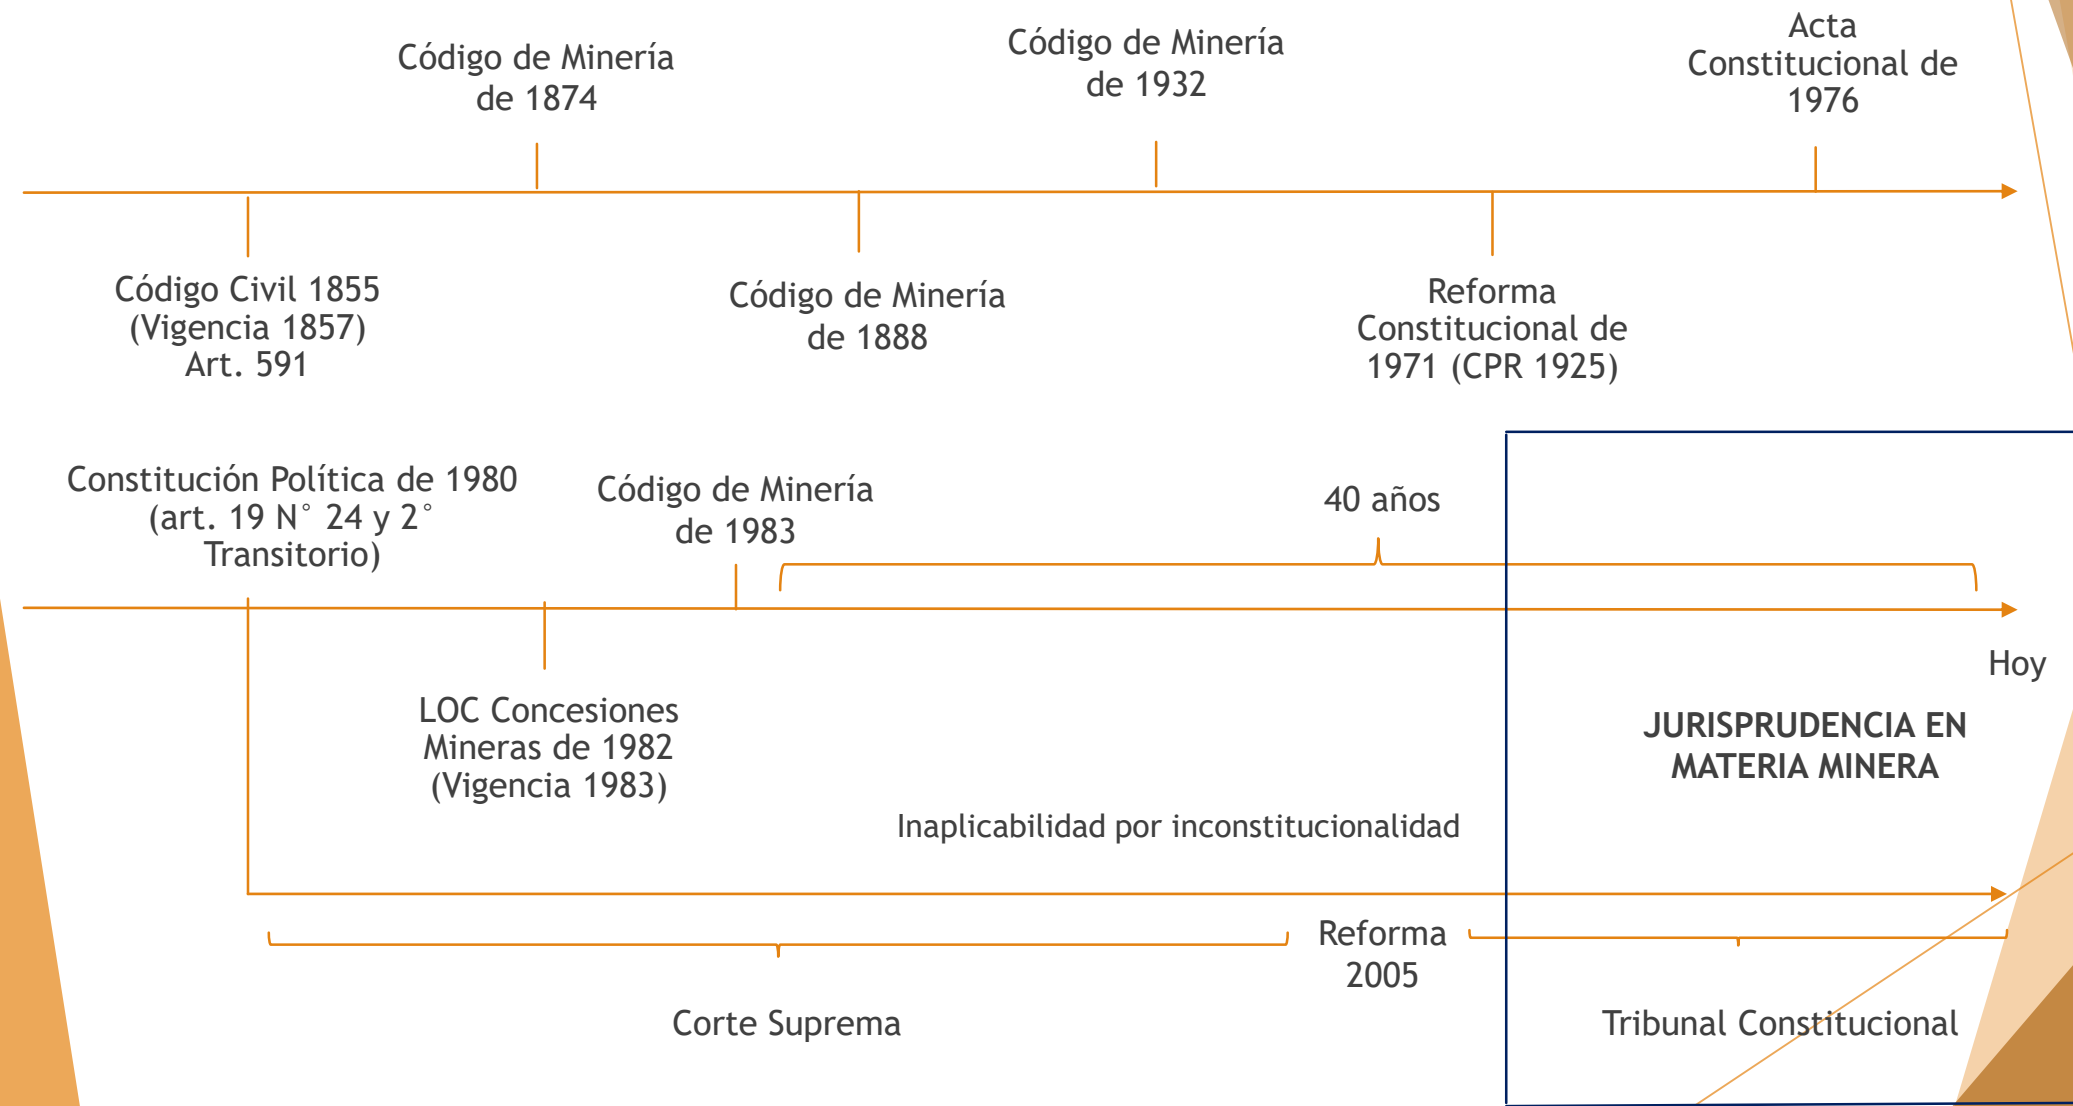 Código de Minería
de 1874
Código de Minería
de 1932
Acta
Constitucional de
1976
Código Civil 1855
(Vigencia 1857)
Art. 591
Código de Minería
de 1888
Reforma
Constitucional de
1971 (CPR 1925)
Constitución Política de 1980
(art. 19 N° 24 y 2°
Transitorio)
Código de Minería
de 1983
40 años
Hoy
LOC Concesiones
Mineras de 1982
(Vigencia 1983)
JURISPRUDENCIA EN
MATERIA MINERA
Inaplicabilidad por inconstitucionalidad
Reforma
2005
Corte Suprema
Tribunal Constitucional